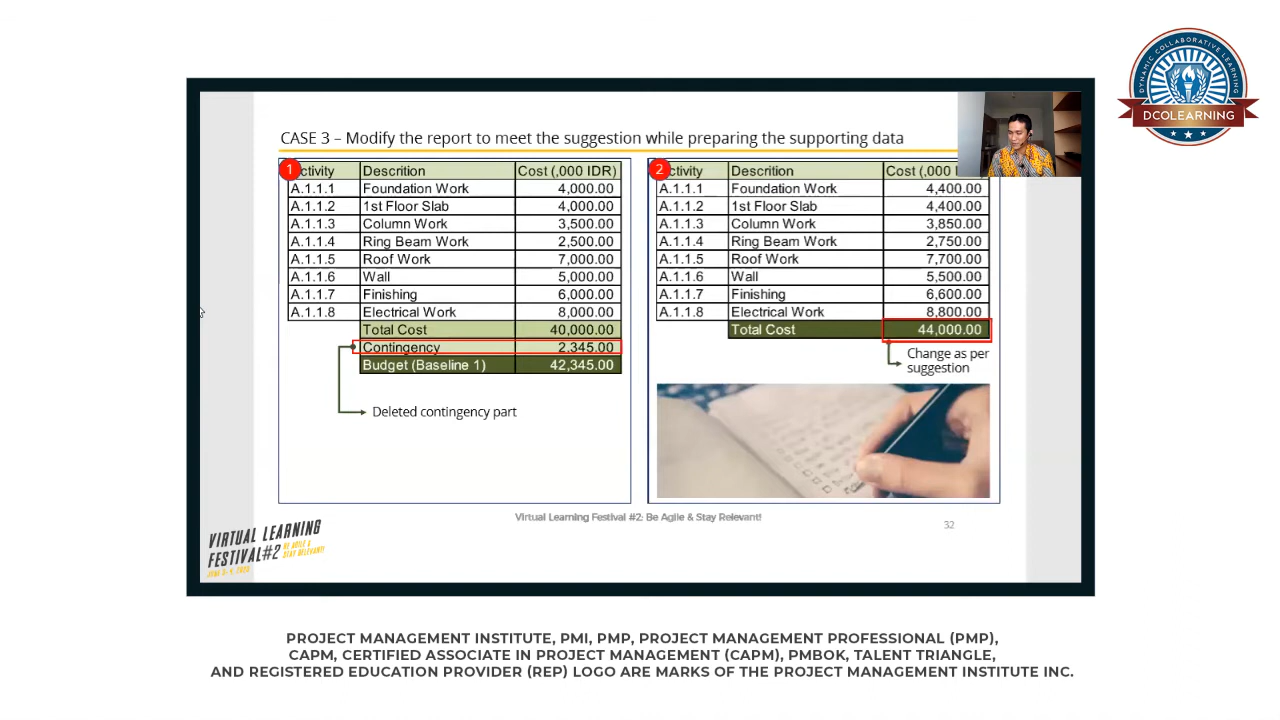 DYNAMIC COLLABORATIVE LEARNING
DCOLEARNING
CASE 3 – Modify the report to meet the suggestion while preparing the supporting data
1
ctivity Descrition Cost (,000 IDR)
A.1.1.1 Foundation Work 4,000.00
A.1.1.2 1st Floor Slab 4,000.00
A.1.1.3 Column Work 3,500.00
A.1.1.4 Ring Beam Work 2,500.00
A.1.1.5 Roof Work 7,000.00
A.1.1.6 Wall 5,000.00
A.1.1.7 Finishing 6,000.00
A.1.1.8 Electrical Work 8,000.00
Total Cost 40,000.00
Contingency 2,345.00
Budget (Baseline 1) 42,345.00
Deleted contingency part
2
ctivity Descrition Cost (,000 I
A.1.1.1 Foundation Work 4,400.00
A.1.1.2 1st Floor Slab 4,400.00
A.1.1.3 Column Work 3,850.00
A.1.1.4 Ring Beam Work 2,750.00
A.1.1.5 Roof Work 7,700.00
A.1.1.6 Wall 5,500.00
A.1.1.7 Finishing 6,600.00
A.1.1.8 Electrical Work 8,800.00
Total Cost 44,000.00
Change as per
suggestion
Virtual Learning Festival #2: Be Agile & Stay Relevant!
32
VIRTUAL LEARNING
FESTIVAL#2 BE AGILE &
STAY RELEVANT!
PROJECT MANAGEMENT INSTITUTE, PMI, PMP, PROJECT MANAGEMENT PROFESSIONAL (PMP),
CAPM, CERTIFIED ASSOCIATE IN PROJECT MANAGEMENT (CAPM), PMBOK, TALENT TRIANGLE,
AND REGISTERED EDUCATION PROVIDER (REP) LOGO ARE MARKS OF THE PROJECT MANAGEMENT INSTITUTE INC.